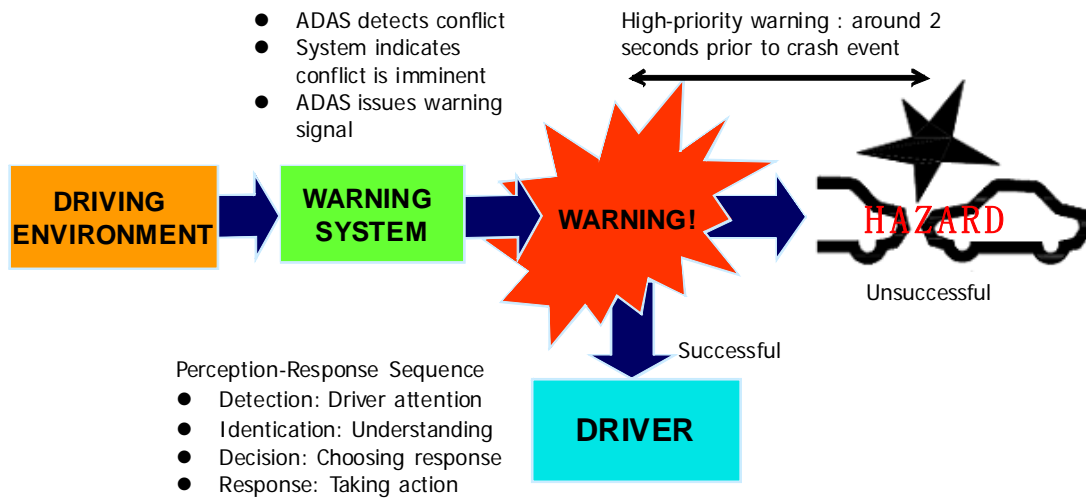 ● ADAS detects conflict
● System indicates
conflict is imminent
● ADAS issues warning
signal
High-priority warning : around 2
seconds prior to crash event
DRIVING
ENVIRONMENT
WARNING
SYSTEM
WARNING!
HAZARD
Unsuccessful
Successful
Perception-Response Sequence
● Detection: Driver attention
● Identication: Understanding
● Decision: Choosing response
● Response: Taking action
DRIVER